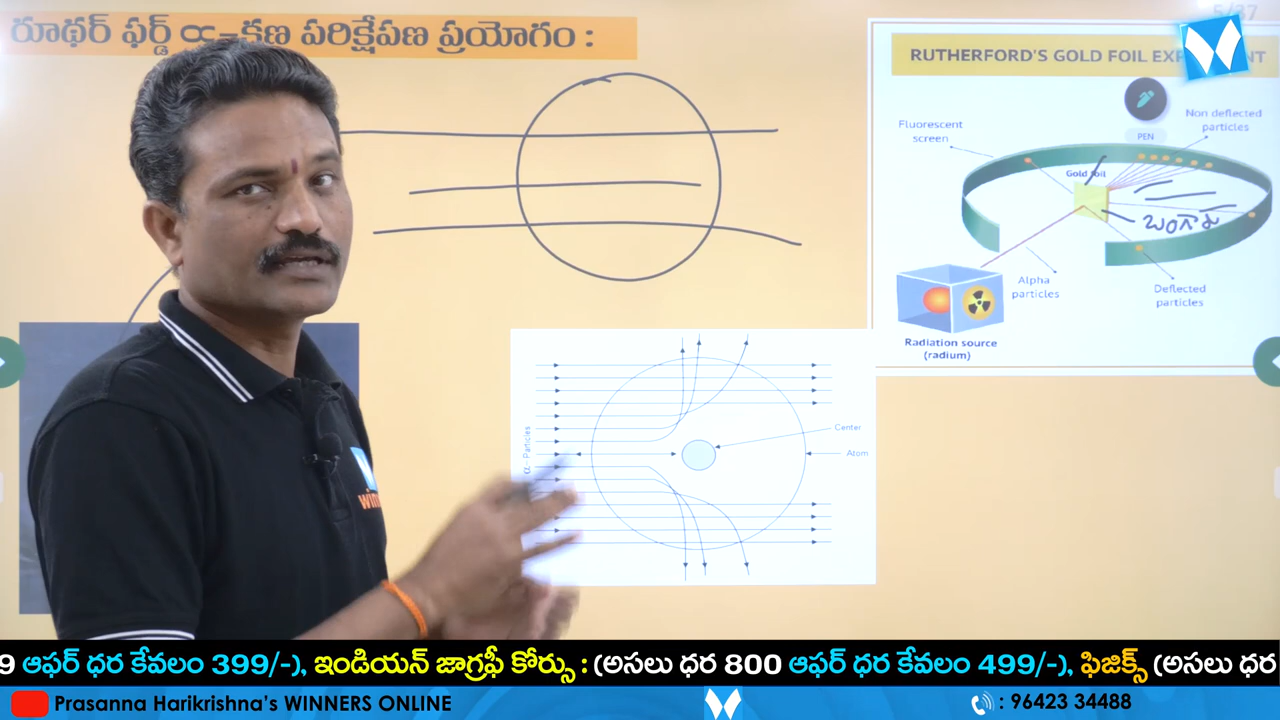 రూథర్ ఫర్డ్ ∝-కణ పరిక్షేపణ ప్రయోగం :
RUTHERFORD'S GOLD FOIL
Fluorescent
screen
PEN
Non deflected
particles
Gold foil
బంగారు
Alpha
particles
Deflected
particles
Radiation source
(radium)
α-Particles
Center
Atom
9 ఆఫర్ ధర కేవలం 399/-), ఇండియన్ జాగ్రఫీ కోర్సు : (అసలు ధర 800 ఆఫర్ ధర కేవలం 499/-), ఫిజిక్స్ (అసలు ధర
Prasanna Harikrishna's WINNERS ONLINE
: 96423 34488